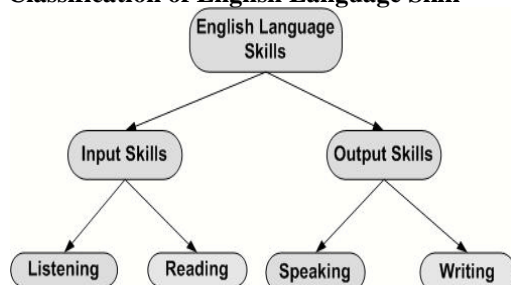 Classification of English Language Skill
English Language
Skills
Input Skills
Output Skills
Listening
Reading
Speaking
Writing